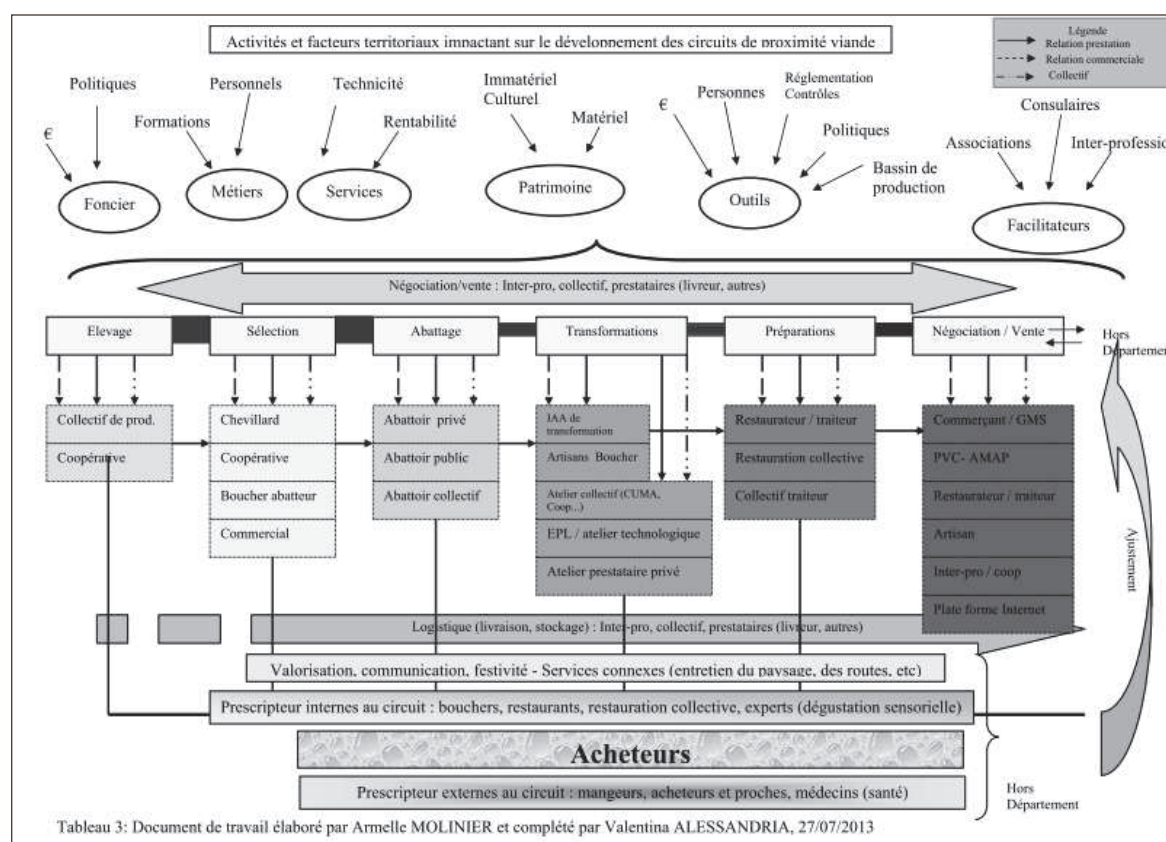 Activités et facteurs territoriaux impactant sur le développement des circuits de proximité viande
Légende
Relation prestation
Relation commerciale
Collectif
Politiques
€
Foncier
Personnels
Formations
Métiers
Technicité
Rentabilité
Services
Immatériel
Culturel
Matériel
Patrimoine
€
Personnes
Réglementation
Contrôles
Politiques
Bassin de
production
Outils
Consulaires
Associations
Inter-professio
Facilitateurs
Négociation/vente : Inter-pro, collectif, prestataires (livreur, autres)
Elevage
Sélection
Abattage
Transformations
Préparations
Négociation / Vente
Hors
Département
Collectif de prod.
Coopérative
Chevillard
Coopérative
Boucher abatteur
Commercial
Abattoir privé
Abattoir public
Abattoir collectif
IAA de
transformation
Artisans Boucher
Atelier collectif (CUMA,
Coop...)
EPL / atelier technologique
Atelier prestataire privé
Restaurateur / traiteur
Restauration collective
Collectif traiteur
Commerçant / GMS
PVC- AMAP
Restaurateur / traiteur
Artisan
Inter-pro / coop
Plate forme Internet
Ajustement
Logistique (livraison, stockage) : Inter-pro, collectif, prestataires (livreur, autres)
Valorisation, communication, festivité - Services connexes (entretien du paysage, des routes, etc)
Prescripteur internes au circuit : bouchers, restaurants, restauration collective, experts (dégustation sensorielle)
Acheteurs
Prescripteur externes au circuit : mangeurs, acheteurs et proches, médecins (santé)
Hors
Département
Tableau 3: Document de travail élaboré par Armelle MOLINIER et complété par Valentina ALESSANDRIA, 27/07/2013